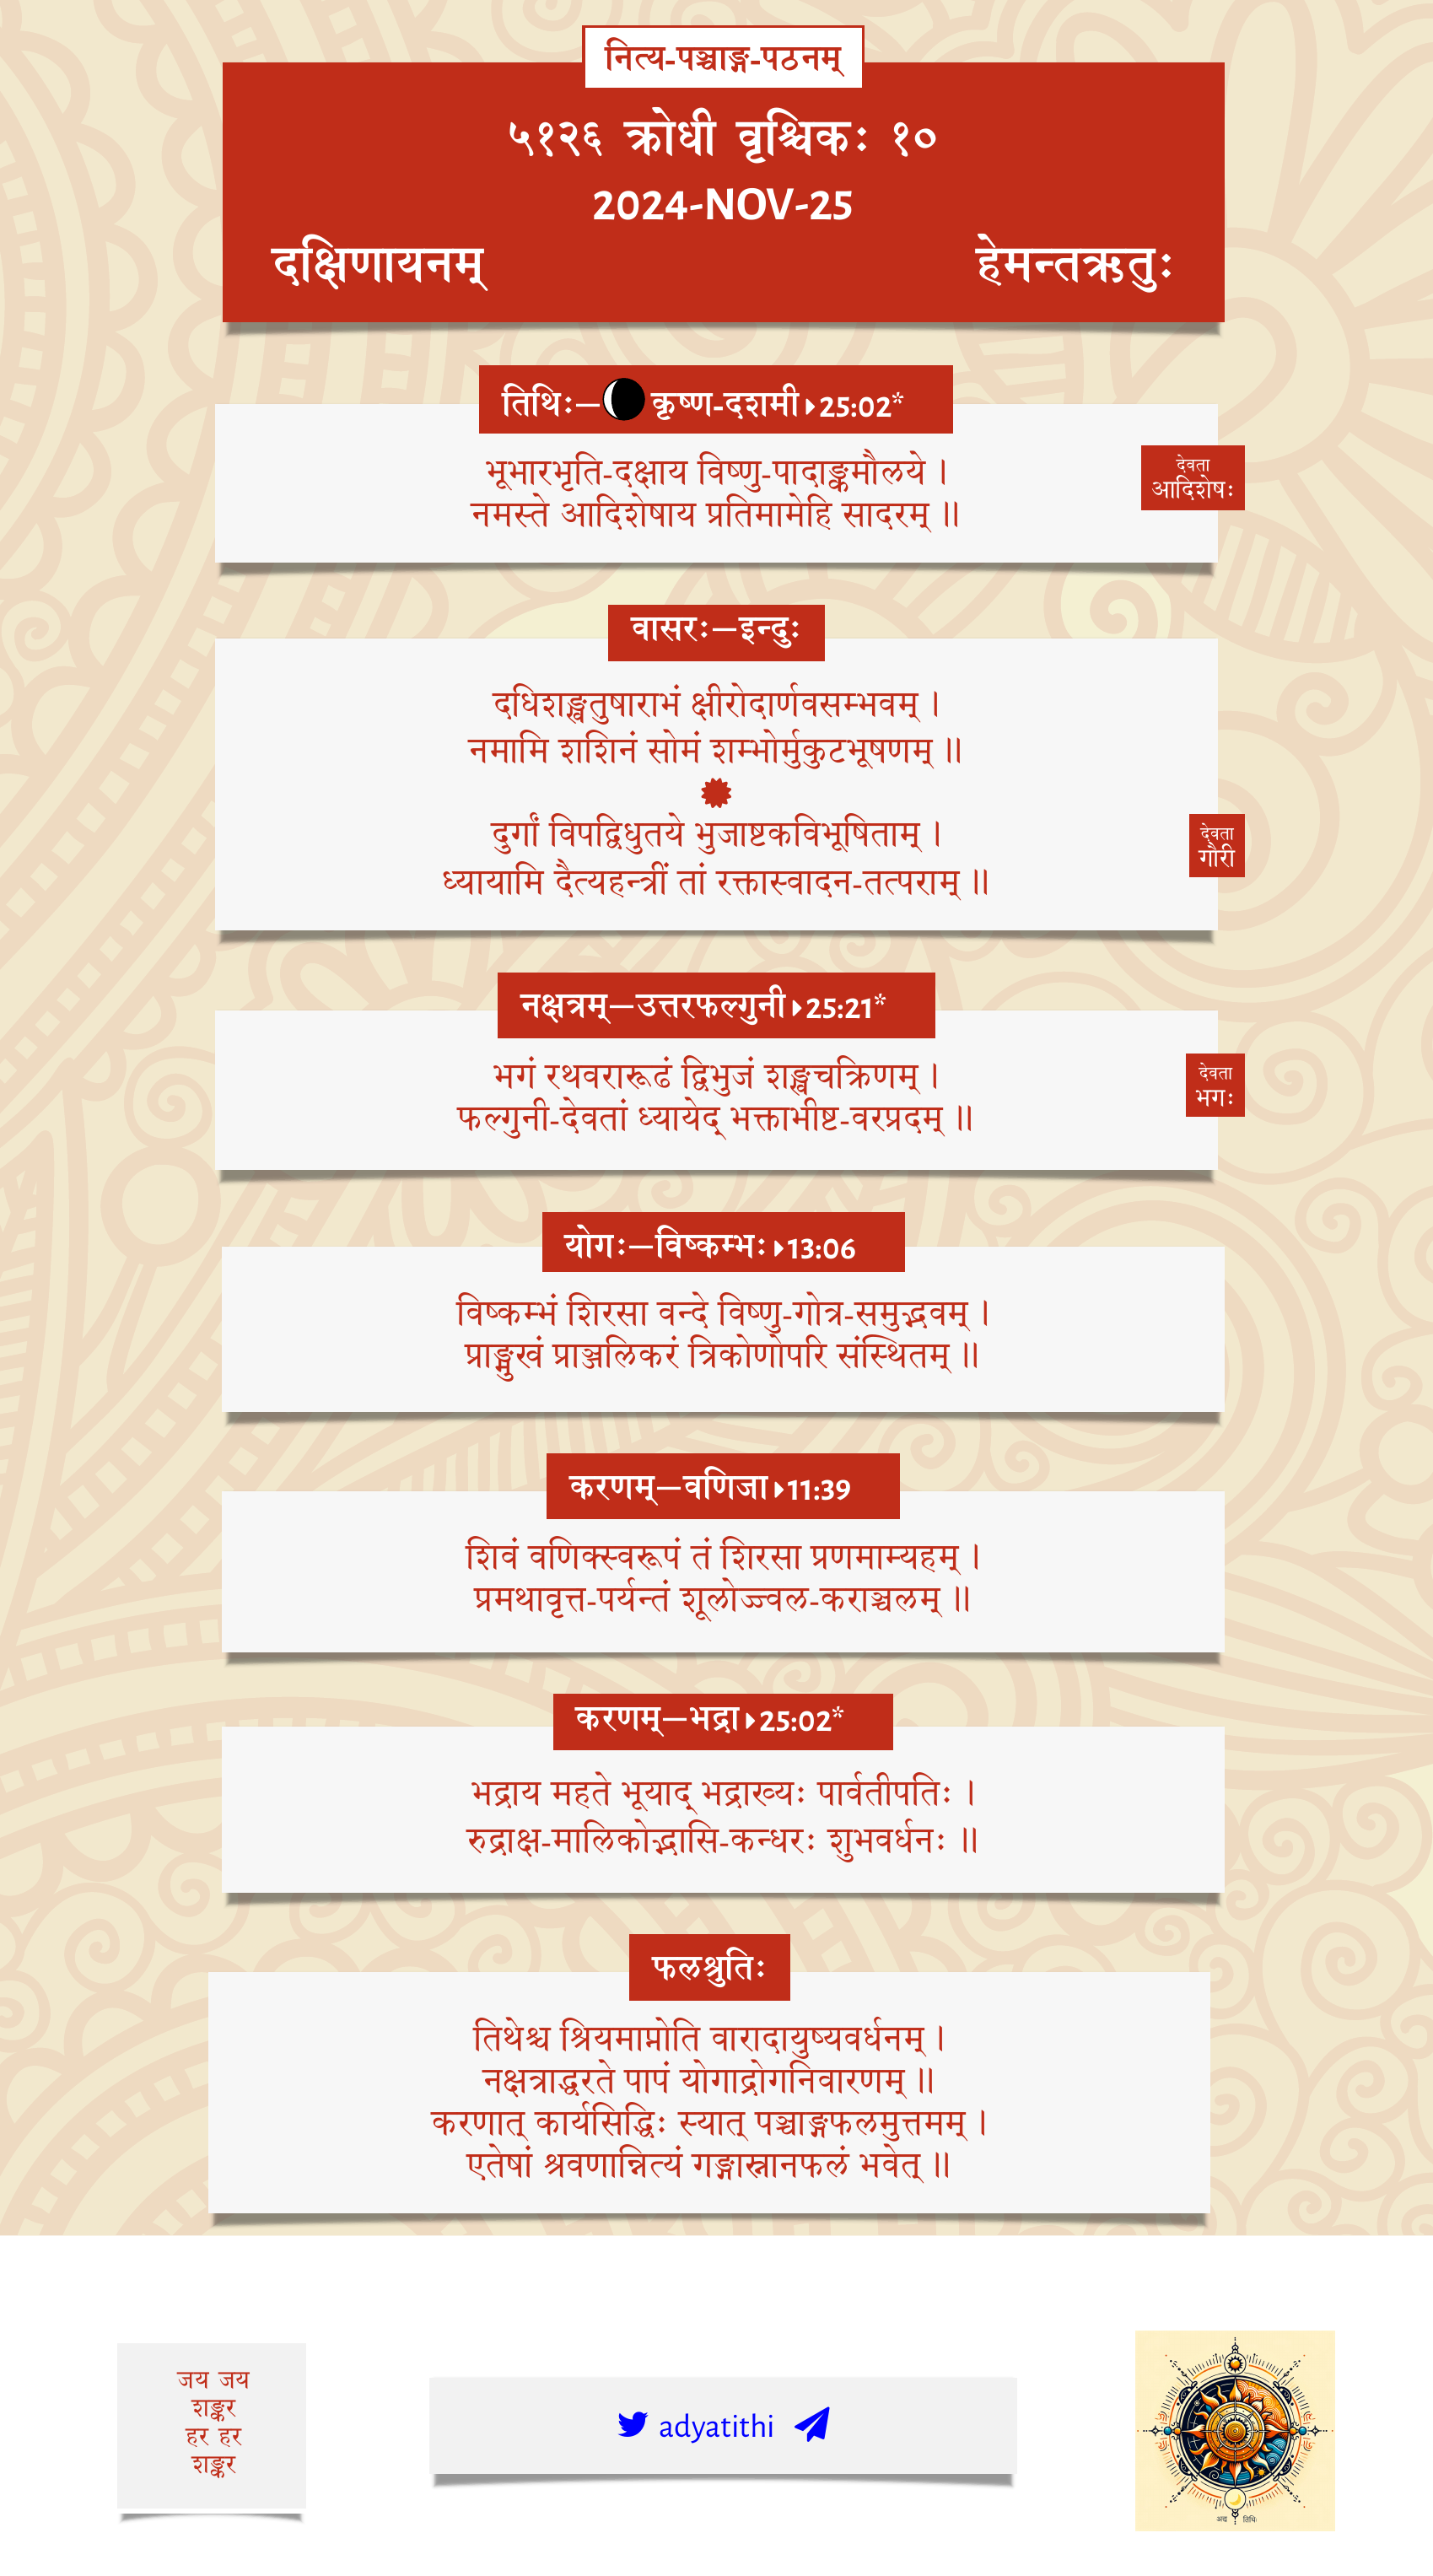 नित्य-पञ्चाङ्ग-पठनम्
५१२६ क्रोधी वृश्चिकः १०
2024-NOV-25
दक्षिणायनम् हेमन्तऋतुः
तिथिः—कृष्ण-दशमी 25:02*
भूभारभृति-दक्षाय विष्णु-पादाङ्कमौलये ।
नमस्ते आदिशेषाय प्रतिमामेहि सादरम् ॥
देवता
आदिशेषः
वासरः—इन्दुः
दधिशङ्खतुषाराभं क्षीरोदार्णवसम्भवम् ।
नमामि शशिनं सोमं शम्भोर्मुकुटभूषणम् ॥
दुर्गां विपद्विधुतये भुजाष्टकविभूषिताम् ।
ध्यायामि दैत्यहन्त्रीं तां रक्तास्वादन-तत्पराम् ॥
देवता
गौरी
नक्षत्रम्—उत्तरफल्गुनी 25:21*
भगं रथवरारूढं द्विभुजं शङ्खचक्रिणम् ।
फल्गुनी-देवतां ध्यायेद् भक्ताभीष्ट-वरप्रदम् ॥
देवता
भगः
योगः—विष्कम्भः 13:06
विष्कम्भं शिरसा वन्दे विष्णु-गोत्र-समुद्भवम् ।
प्राङ्मुखं प्राञ्जलिकरं त्रिकोणोपरि संस्थितम् ॥
करणम्—वणिजा 11:39
शिवं वणिक्स्वरूपं तं शिरसा प्रणमाम्यहम् ।
प्रमथावृत्त-पर्यन्तं शूलोज्ज्वल-कराञ्चलम् ॥
करणम्—भद्रा 25:02*
भद्राय महते भूयाद् भद्राख्यः पार्वतीपतिः ।
रुद्राक्ष-मालिकोद्भासि-कन्धरः शुभवर्धनः ॥
फलश्रुतिः
तिथेश्च श्रियमाप्नोति वारादायुष्यवर्धनम् ।
नक्षत्राद्धरते पापं योगाद्रोगनिवारणम् ॥
करणात् कार्यसिद्धिः स्यात् पञ्चाङ्गफलमुत्तमम् ।
एतेषां श्रवणान्नित्यं गङ्गास्नानफलं भवेत् ॥
जय जय
शङ्कर
हर हर
शङ्कर
adyatithi
अद्य तिथिः